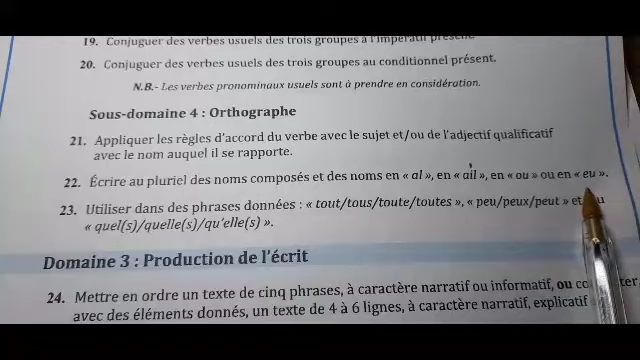 19. Conjuguer des verbes usuels des trois groupes à l'impératif présent
20. Conjuguer des verbes usuels des trois groupes au conditionnel présent.
N.B.- Les verbes pronominaux usuels sont à prendre en considération.
Sous-domaine 4 : Orthographe
21. Appliquer les règles d'accord du verbe avec le sujet et/ou de l'adjectif qualificatif
avec le nom auquel il se rapporte.
22. Écrire au pluriel des noms composés et des noms en « al », en « ail », en « ou » ou en « eu ».
23. Utiliser dans des phrases données : « tout/tous/toute/toutes », « peu/peux/peut » et
« quel(s)/quelle(s)/qu'elle(s) ».
Domaine 3 : Production de l'écrit
24. Mettre en ordre un texte de cinq phrases, à caractère narratif ou informatif, ou
avec des éléments donnés, un texte de 4 à 6 lignes, à caractère narratif, explicatif